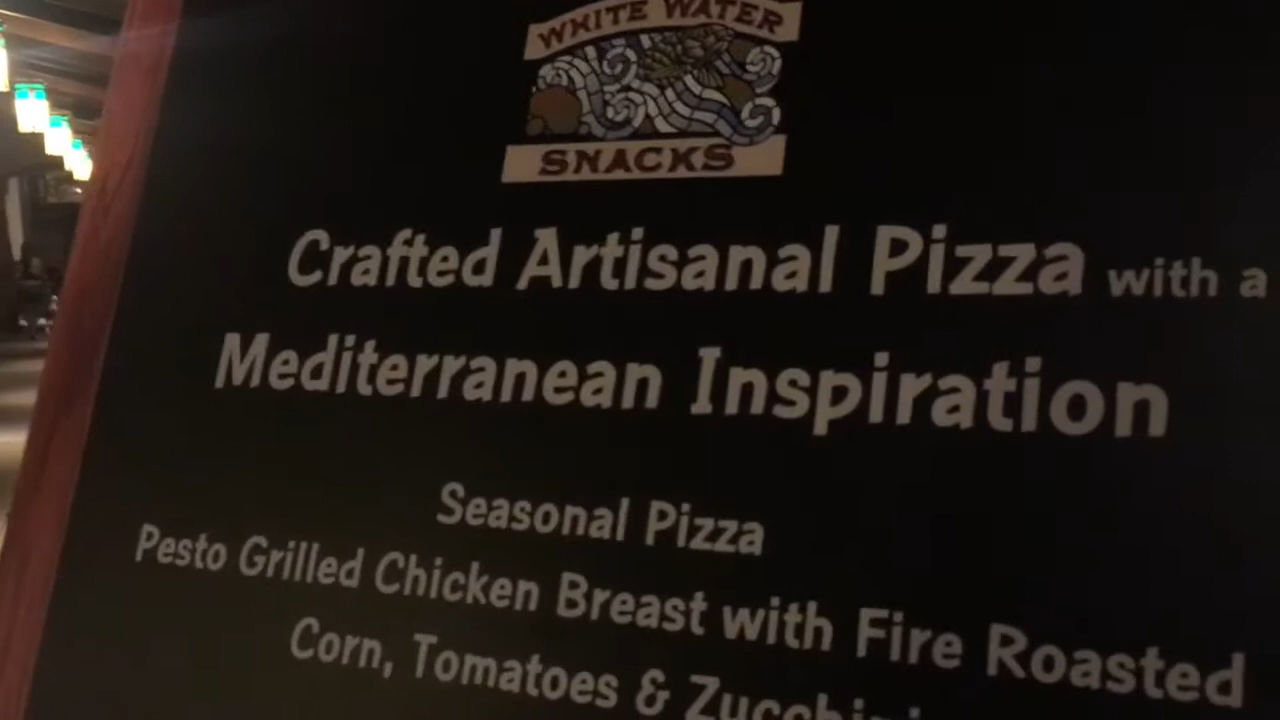 WHITE WATER
SNACKS
Crafted Artisanal Pizza with a
Mediterranean Inspiration
Seasonal Pizza
Pesto Grilled Chicken Breast with Fire Roasted
Corn, Tomatoes & Zucchini